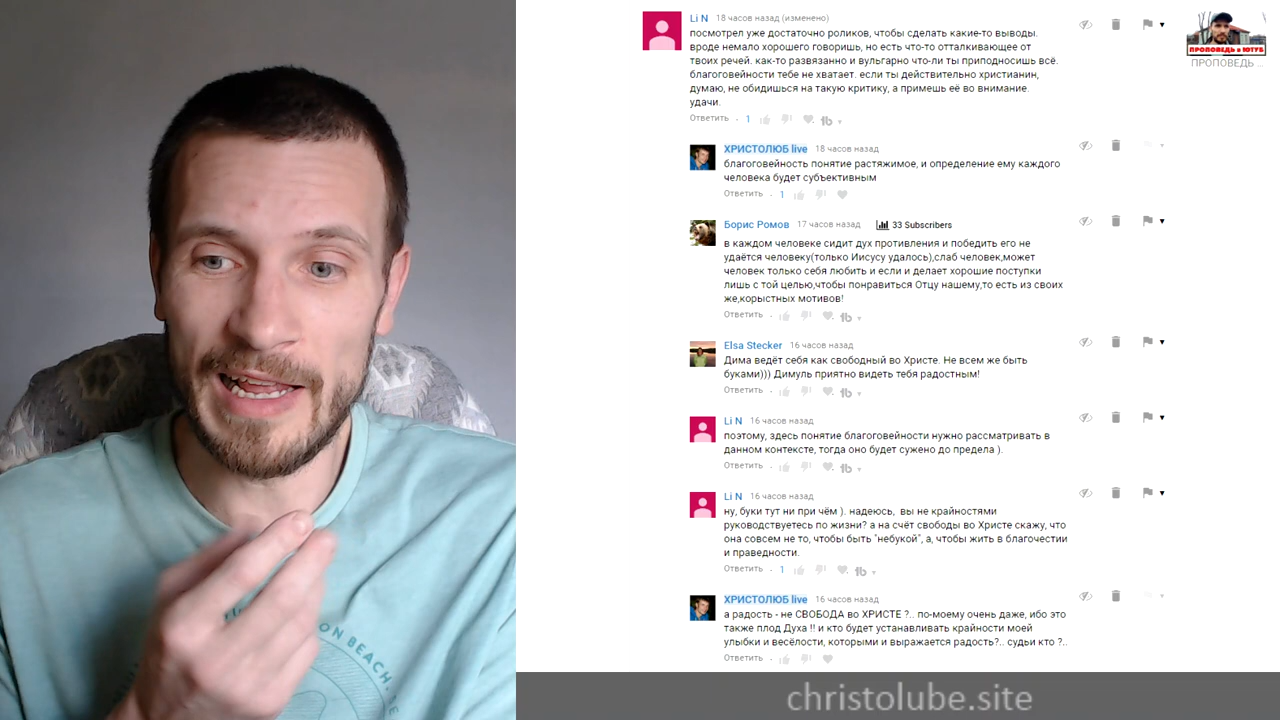 Li N 18 часов назад (изменено)
посмотрел уже достаточно роликов, чтобы сделать какие-то выводы.
вроде немало хорошего говоришь, но есть что-то отталкивающее от
твоих речей. как-то развязанно и вульгарно что-ли ты приподносишь всё.
благоговейности тебе не хватает. если ты действительно христианин,
думаю, не обидишься на такую критику, а примешь её во внимание.
удачи.
Ответить 1
ПРОПОВЕДЬ в ЮТУБ
ПРОПОВЕДЬ ...
ХРИСТОЛЮБ live 18 часов назад
благоговейность понятие растяжимое, и определение ему каждого
человека будет субъективным
Ответить 1
Борис Ромов 17 часов назад 33 Subscribers
в каждом человеке сидит дух противления и победить его не
удаётся человеку(только Иисусу удалось),слаб человек,может
человек только себя любить и если и делает хорошие поступки
лишь с той целью,чтобы понравиться Отцу нашему,то есть из своих
же,корыстных мотивов!
Ответить
Elsa Stecker 16 часов назад
Дима ведёт себя как свободный во Христе. Не всем же быть
буками))) Димуль приятно видеть тебя радостным!
Ответить
Li N 16 часов назад
поэтому, здесь понятие благоговейности нужно рассматривать в
данном контексте, тогда оно будет сужено до предела ).
Ответить
Li N 16 часов назад
ну, буки тут ни при чём ). надеюсь, вы не крайностями
руководствуетесь по жизни? а на счёт свободы во Христе скажу, что
она совсем не то, чтобы быть "небукой", а, чтобы жить в благочестии
и праведности.
Ответить 1
ХРИСТОЛЮБ live 16 часов назад
а радость - не СВОБОДА во ХРИСТЕ ?.. по-моему очень даже, ибо это
также плод Духа !! и кто будет устанавливать крайности моей
улыбки и весёлости, которыми и выражается радость?.. судьи кто ?..
Ответить
christolube.site
ON BEACH.